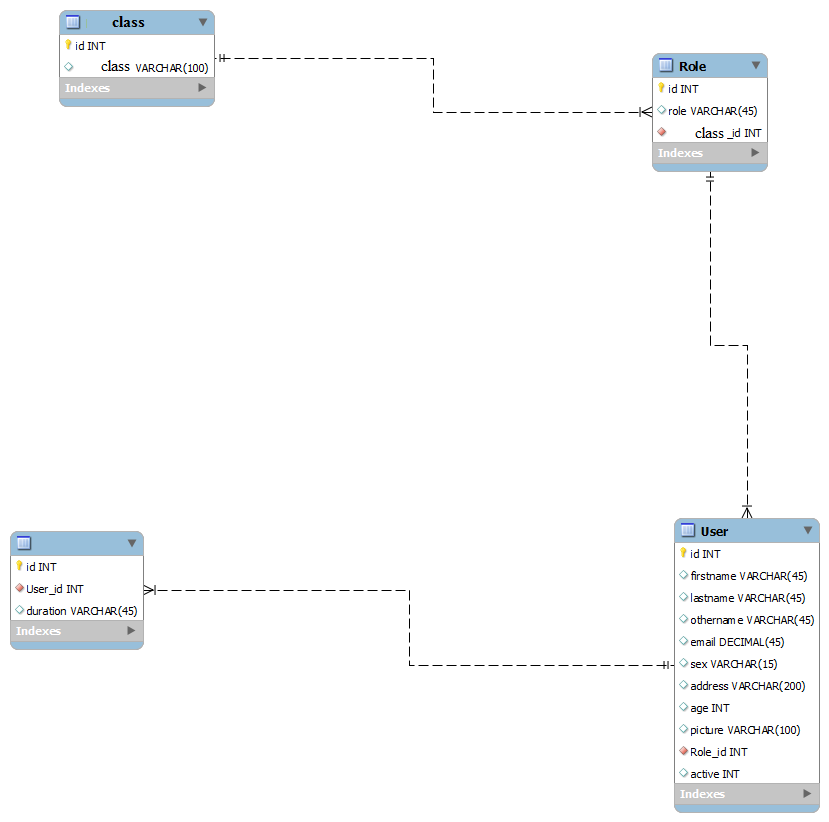 class
id INT
class VARCHAR(100)
Indexes
Role
id INT
role VARCHAR(45)
class _id INT
Indexes
id INT
User_id INT
duration VARCHAR(45)
Indexes
User
id INT
firstname VARCHAR(45)
lastname VARCHAR(45)
othername VARCHAR(45)
email DECIMAL(45)
sex VARCHAR(15)
address VARCHAR(200)
age INT
picture VARCHAR(100)
Role_id INT
active INT
Indexes